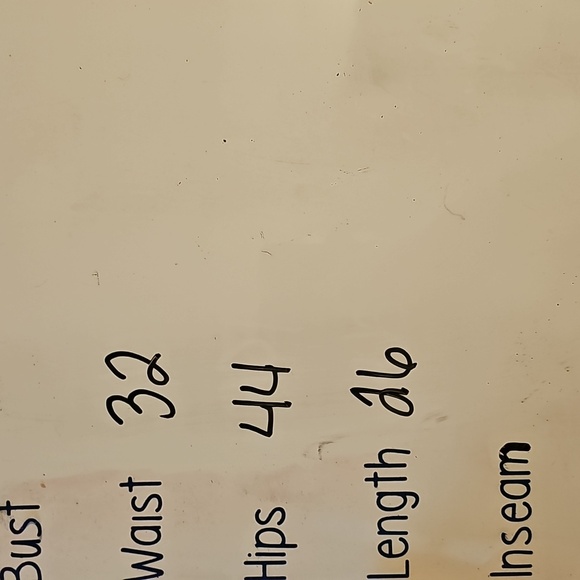 Bust
Waist 32
Hips 44
Length 26
Inseam